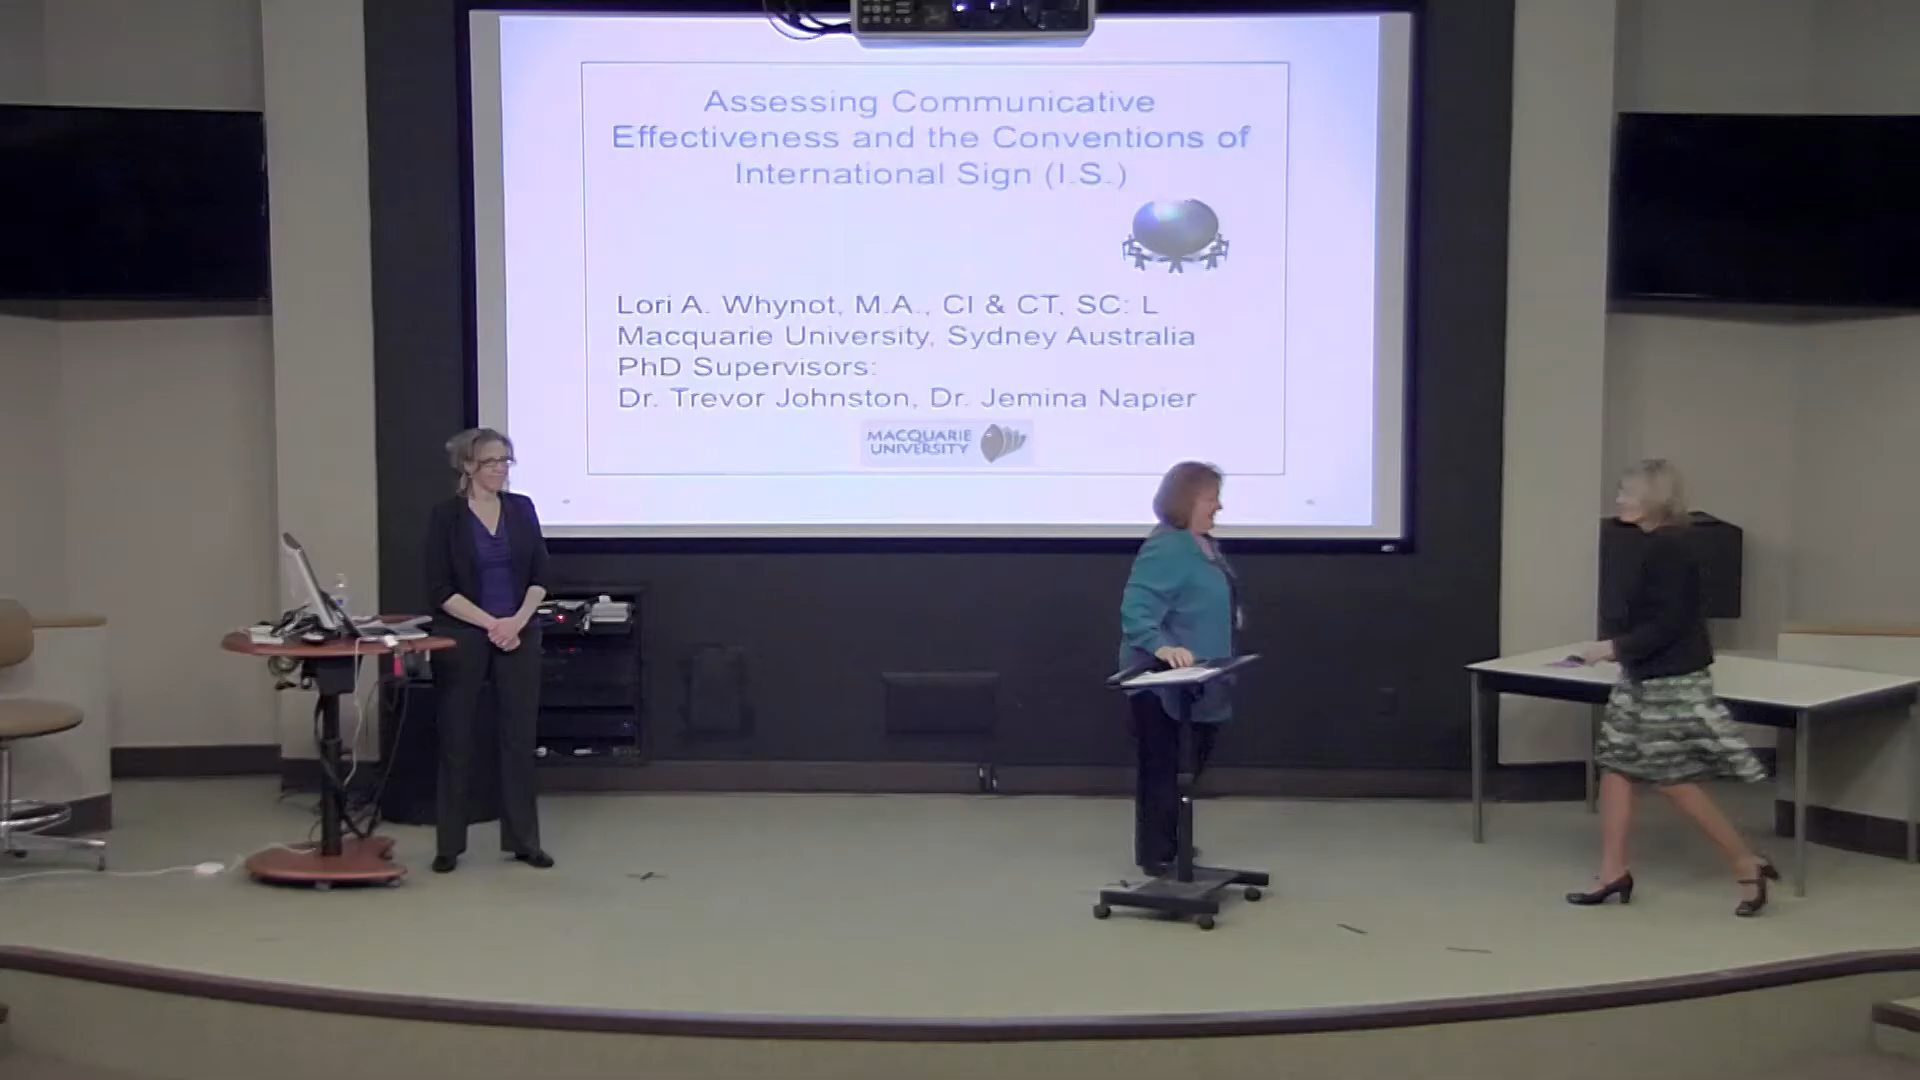 Assessing Communicative
Effectiveness and the Conventions of
International Sign (I.S.)
Lori A. Whynot, M.A., CI & CT, SC: L
Macquarie University, Sydney Australia
PhD Supervisors:
Dr. Trevor Johnston, Dr. Jemina Napier
MACQUARIE
UNIVERSITY